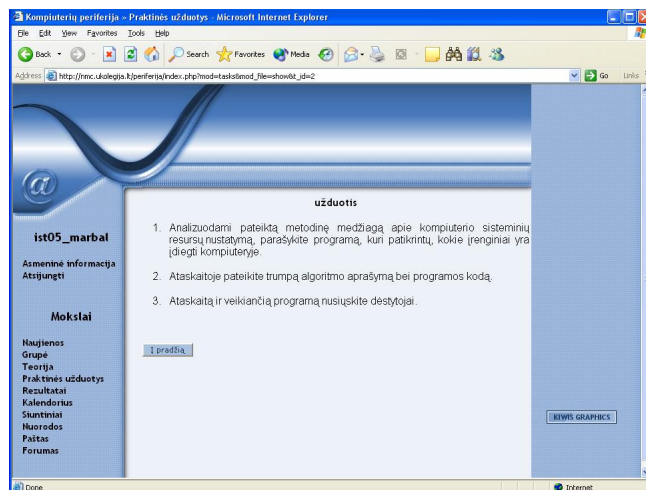 Kompiuterių periferija » Praktinės užduotys - Microsoft Internet Explorer
File Edit View Favorites Tools Help
Back Search Favorites Media
Address http://nmc.ukolegija.lt/periferija/index.php?mod=tasks&mod_file=show&t_id=2 Go Links
@
užduotis
1. Analizuodami pateiktą metodinę medžiagą apie kompiuterio sisteminių
resursų nustatymą, parašykite programą, kuri patikrintų, kokie įrenginiai yra
įdiegti kompiuteryje.
2. Ataskaitoje pateikite trumpą algoritmo aprašymą bei programos kodą.
3. Ataskaitą ir veikiančią programą nusiųskite dėstytojai.
Į pradžią
ist05_marbal
Asmeninė informacija
Atsijungti
Mokslai
Naujienos
Grupė
Teorija
Praktinės užduotys
Rezultatai
Kalendorius
Siuntiniai
Nuorodos
Paštas
Forumas
KIWIS GRAPHICS
Done Internet